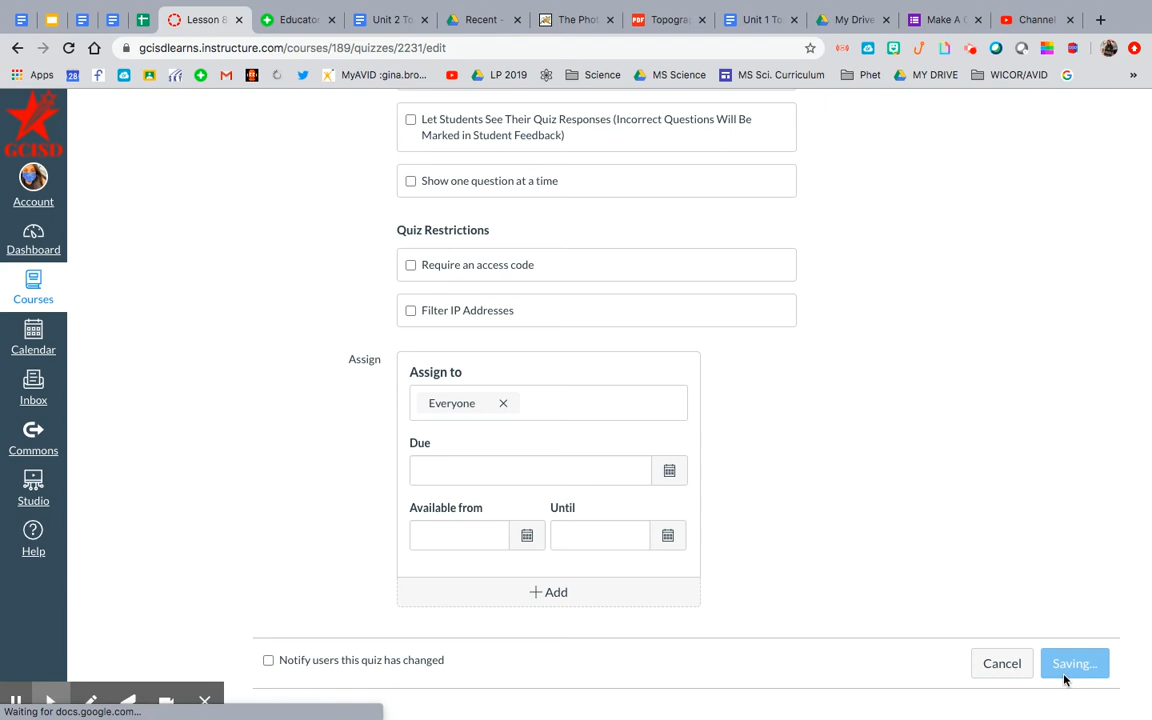 Lesson 8
Educator
Unit 2 To
Recent -
The Phot
Topogra
Unit 1 To
My Drive
Make A C
Channel
gcisdlearns.instructure.com/courses/189/quizzes/2231/edit
Apps
28
MyAVID :gina.bro...
LP 2019
Science
MS Science
MS Sci. Curriculum
Phet
MY DRIVE
WICOR/AVID
»
GCISD
Account
Dashboard
Courses
Calendar
Inbox
Commons
Studio
Help
Let Students See Their Quiz Responses (Incorrect Questions Will Be
Marked in Student Feedback)
Show one question at a time
Quiz Restrictions
Require an access code
Filter IP Addresses
Assign
Assign to
Everyone
Due
Available from
Until
+ Add
Notify users this quiz has changed
Cancel
Saving...
Waiting for docs.google.com...